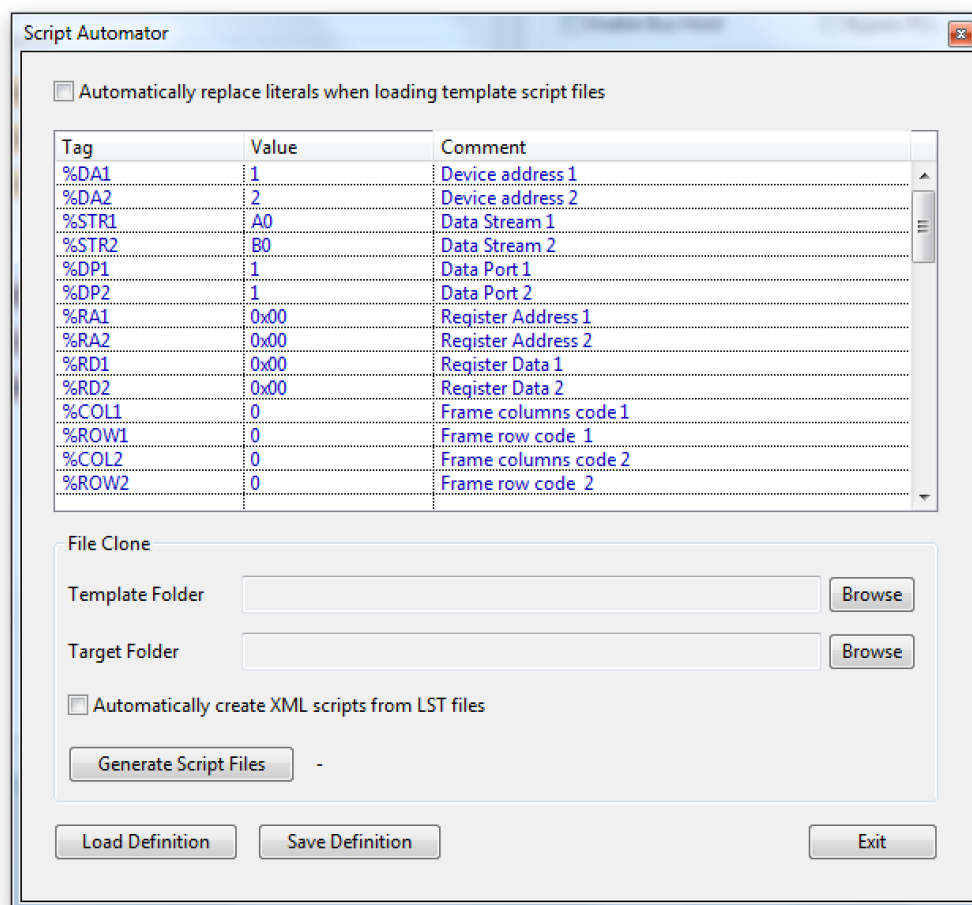 Script Automator
Automatically replace literals when loading template script files
Tag Value Comment
%DA1 1 Device address 1
%DA2 2 Device address 2
%STR1 A0 Data Stream 1
%STR2 B0 Data Stream 2
%DP1 1 Data Port 1
%DP2 1 Data Port 2
%RA1 0x00 Register Address 1
%RA2 0x00 Register Address 2
%RD1 0x00 Register Data 1
%RD2 0x00 Register Data 2
%COL1 0 Frame columns code 1
%ROW1 0 Frame row code  1
%COL2 0 Frame columns code 2
%ROW2 0 Frame row code  2
File Clone
Template Folder Browse
Target Folder Browse
Automatically create XML scripts from LST files
Generate Script Files -
Load Definition Save Definition Exit